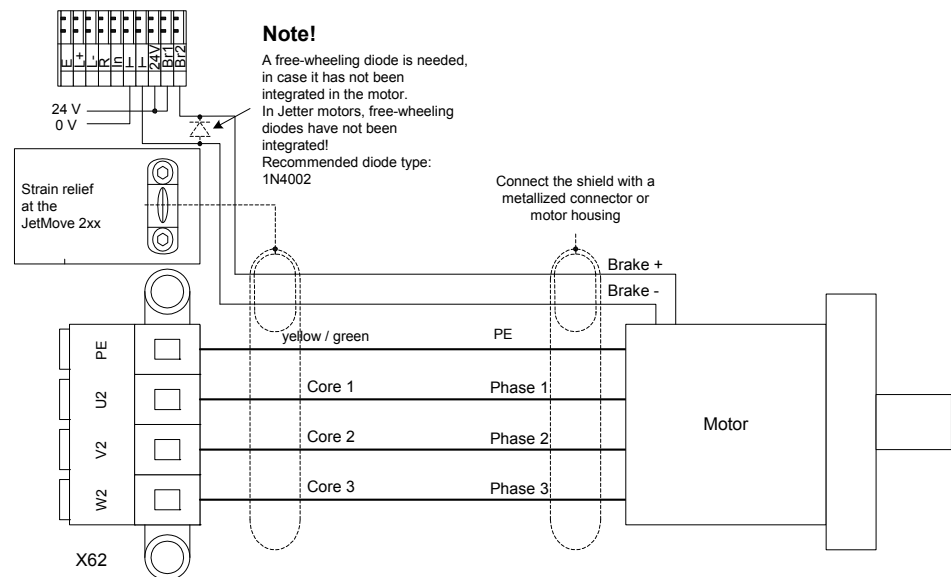 E
L+
L-
R
In
⊥
⊥
24V
Br1
Br2
24 V
0 V
Note!
A free-wheeling diode is needed,
in case it has not been
integrated in the motor.
In Jetter motors, free-wheeling
diodes have not been
integrated!
Recommended diode type:
1N4002
Strain relief
at the
JetMove 2xx
Connect the shield with a
metallized connector or
motor housing
Brake +
Brake -
PE
yellow / green
PE
U2
Core 1
Phase 1
V2
Core 2
Phase 2
W2
Core 3
Phase 3
Motor
X62